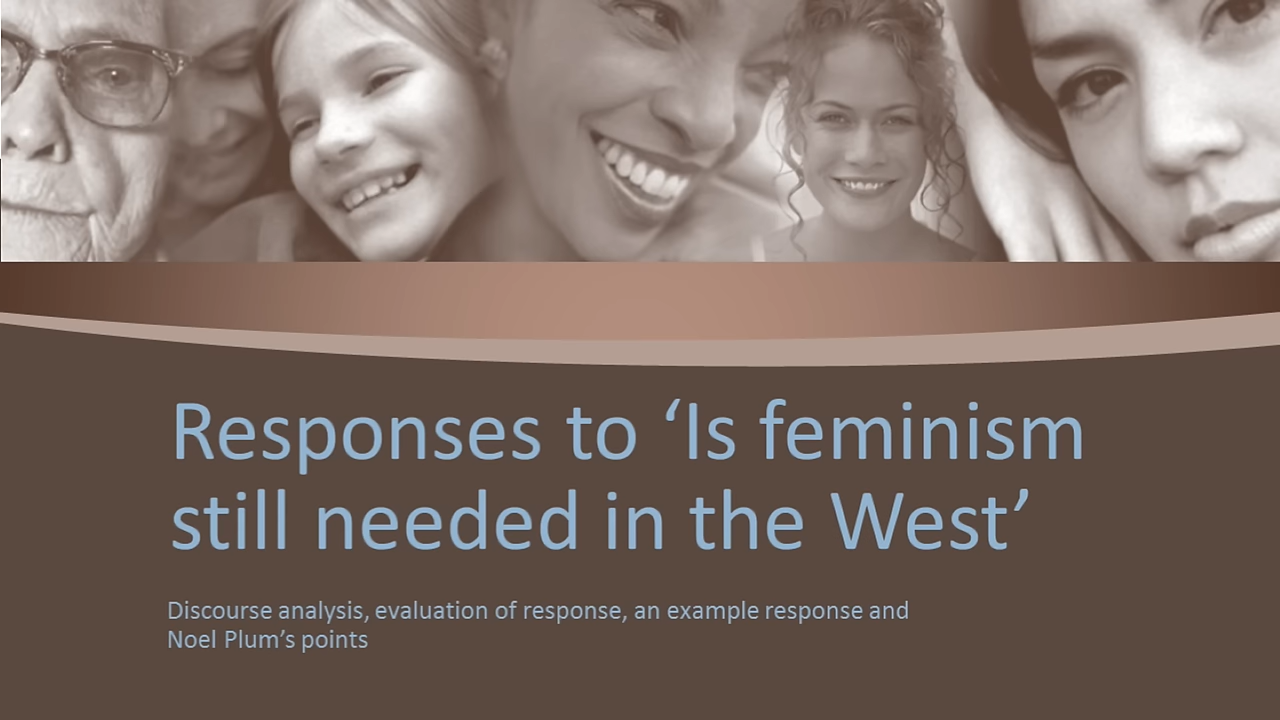 Responses to ‘Is feminism
still needed in the West’
Discourse analysis, evaluation of response, an example response and
Noel Plum’s points